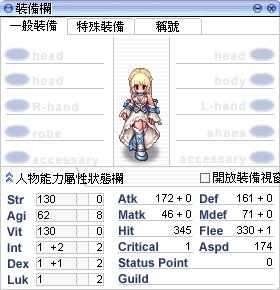 裝備欄
一般裝備 特殊裝備 稱號
head head
head body
R-hand L-hand
robe shoes
accessary accessary
人物能力屬性狀態欄 開放裝備視窗
Str 130 0 Atk 172 + 0 Def 161 + 0
Agi 62 8 Matk 46 + 0 Mdef 71 + 0
Vit 130 0 Hit 345 Flee 330 + 1
Int 1 +2 2 Critical 1 Aspd 174
Dex 1 +1 2 Status Point 0
Luk 1 2 Guild